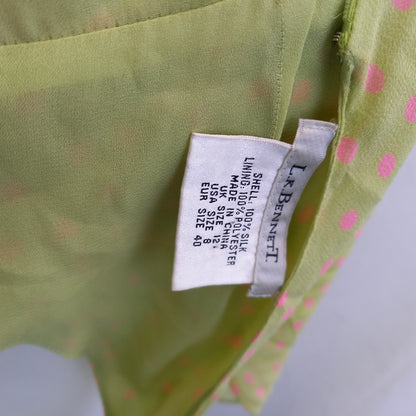 L.K. BENNETT.
SHELL: 100% SILK
LINING: 100% POLYESTER
MADE IN CHINA
UK SIZE 12
USA SIZE 8
EUR SIZE 40